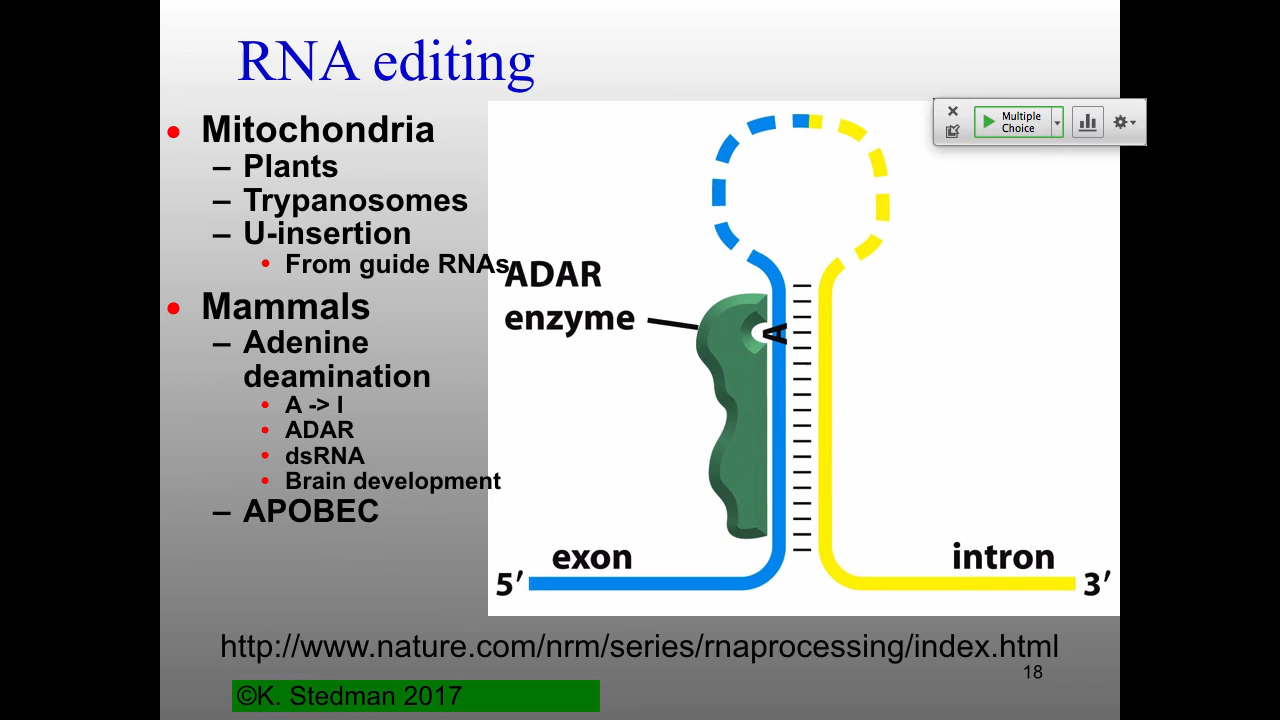 RNA editing
• Mitochondria
– Plants
– Trypanosomes
– U-insertion
• From guide RNAs
• Mammals
– Adenine
deamination
• A -> I
• ADAR
• dsRNA
• Brain development
– APOBEC
Multiple
Choice
ADAR
enzyme
A
exon
intron
5′
3′
http://www.nature.com/nrm/series/rnaprocessing/index.html
18
©K. Stedman 2017